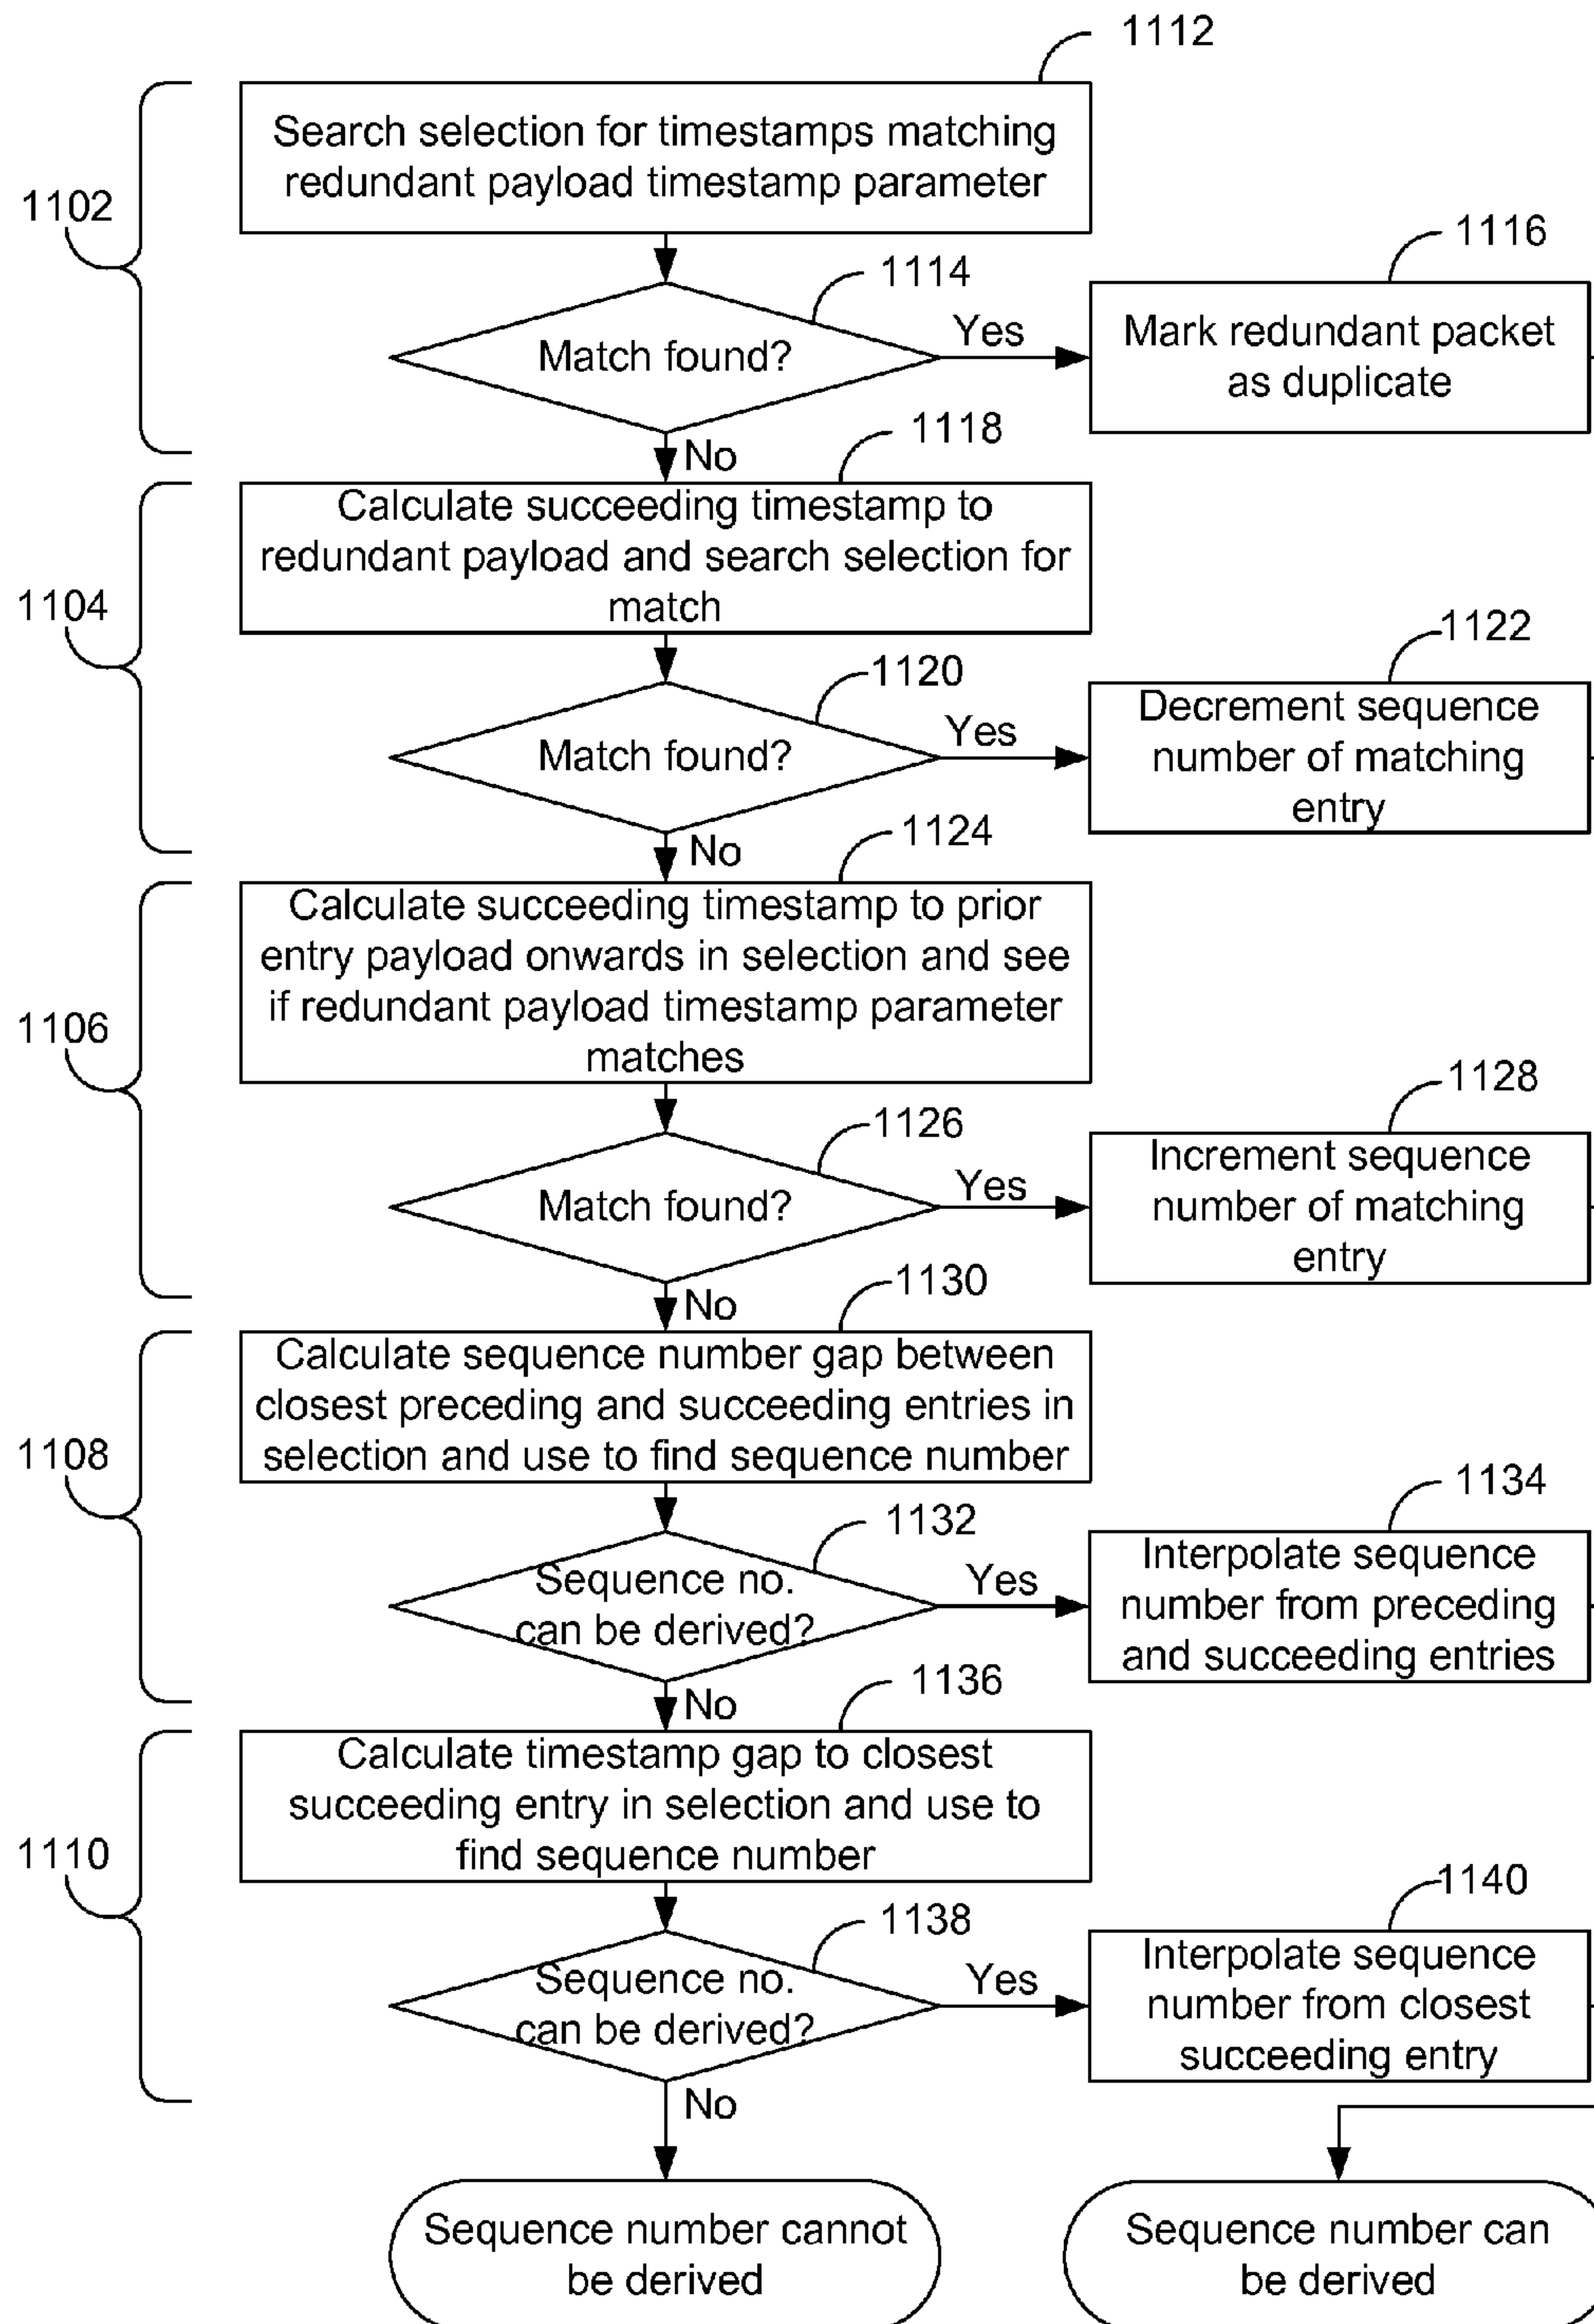 1112
Search selection for timestamps matching
redundant payload timestamp parameter
1102
1114
Match found?
Yes
1116
Mark redundant packet
as duplicate
No
1118
Calculate succeeding timestamp to
redundant payload and search selection for
match
1104
1120
Match found?
Yes
1122
Decrement sequence
number of matching
entry
No
1124
Calculate succeeding timestamp to prior
entry payload onwards in selection and see
if redundant payload timestamp parameter
matches
1106
1126
Match found?
Yes
1128
Increment sequence
number of matching
entry
No
1130
Calculate sequence number gap between
closest preceding and succeeding entries in
selection and use to find sequence number
1108
1132
Sequence no.
can be derived?
Yes
1134
Interpolate sequence
number from preceding
and succeeding entries
No
1136
Calculate timestamp gap to closest
succeeding entry in selection and use to
find sequence number
1110
1138
Sequence no.
can be derived?
Yes
1140
Interpolate sequence
number from closest
succeeding entry
No
Sequence number cannot
be derived
Sequence number can
be derived